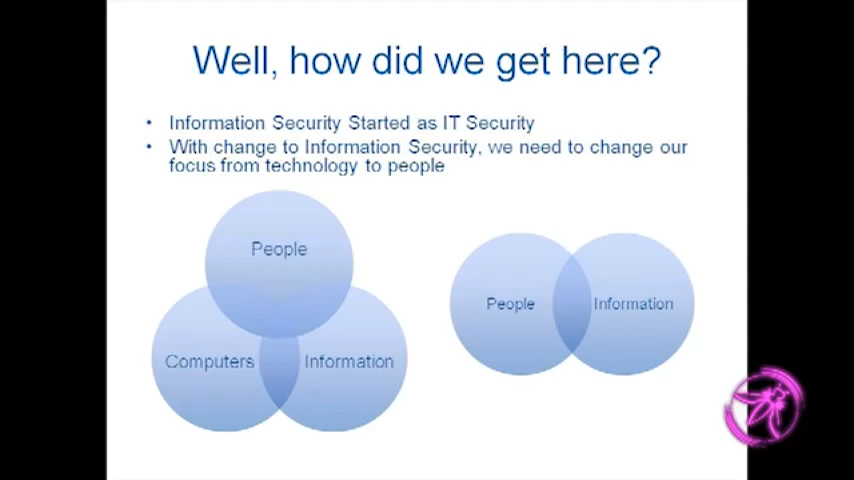 Well, how did we get here?
• Information Security Started as IT Security
• With change to Information Security, we need to change our
focus from technology to people
People
Computers
Information
People
Information